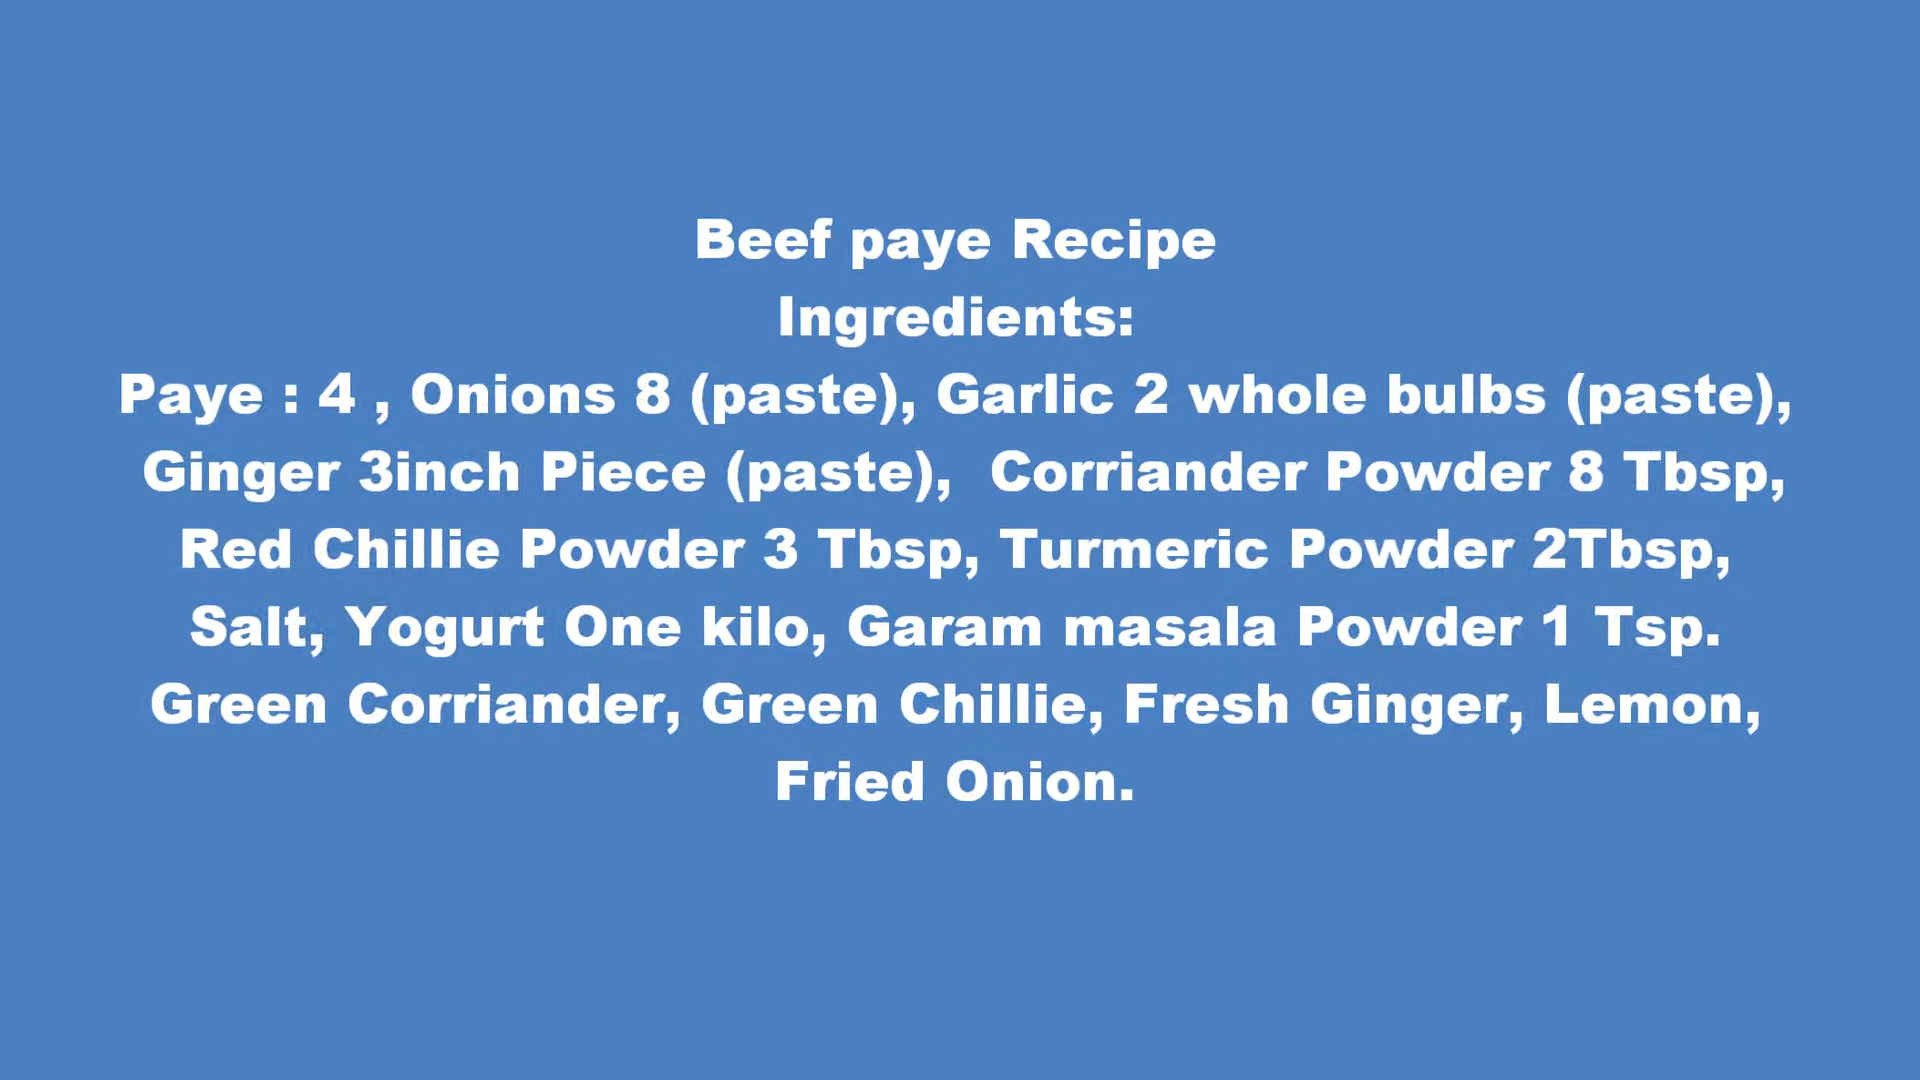 Beef paye Recipe
Ingredients:
Paye : 4 , Onions 8 (paste), Garlic 2 whole bulbs (paste),
Ginger 3inch Piece (paste),  Corriander Powder 8 Tbsp,
Red Chillie Powder 3 Tbsp, Turmeric Powder 2Tbsp,
Salt, Yogurt One kilo, Garam masala Powder 1 Tsp.
Green Corriander, Green Chillie, Fresh Ginger, Lemon,
Fried Onion.